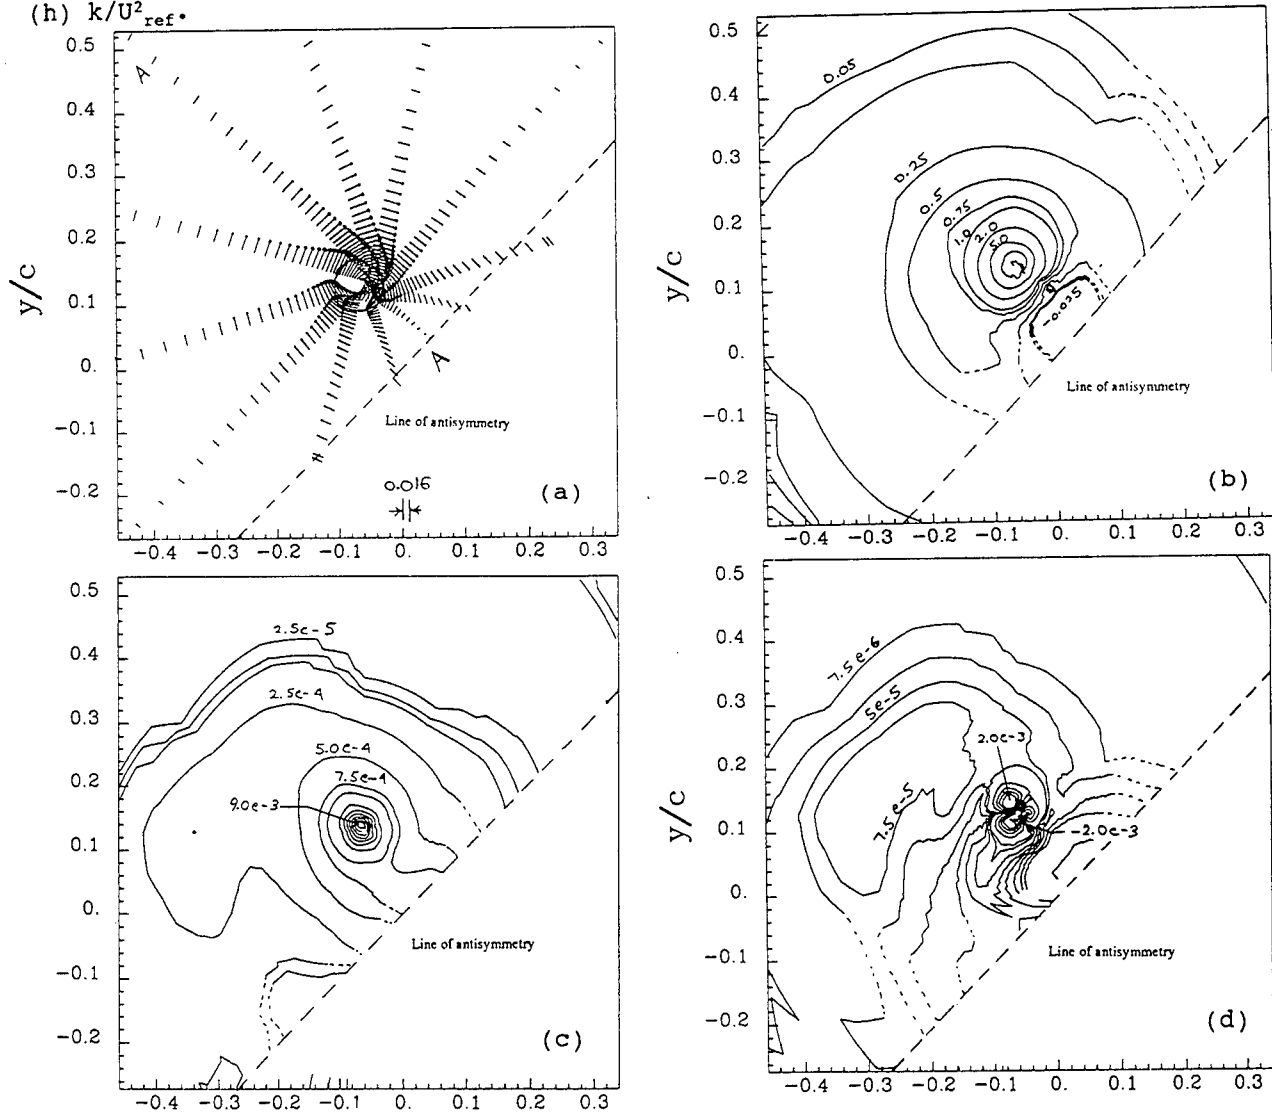 (h) k/U²ref.
0.5
0.4
0.3
0.2
0.1
0.
-0.1
-0.2
y/c
A
A
Line of antisymmetry
0.016
(a)
-0.4 -0.3 -0.2 -0.1 0. 0.1 0.2 0.3
0.5
0.4
0.3
0.2
0.1
0.
-0.1
-0.2
y/c
0.05
0.25
0.5
0.75
1.0
2.0
5.0
0
-0.035
Line of antisymmetry
(b)
-0.4 -0.3 -0.2 -0.1 0. 0.1 0.2 0.3
0.5
0.4
0.3
0.2
0.1
0.
-0.1
-0.2
2.5e-5
2.5e-4
5.0e-4
7.5e-4
9.0e-3
Line of antisymmetry
(c)
-0.4 -0.3 -0.2 -0.1 0. 0.1 0.2 0.3
0.5
0.4
0.3
0.2
0.1
0.
-0.1
-0.2
y/c
7.5e-6
5e-5
2.0e-3
7.5e-5
-2.0e-3
Line of antisymmetry
(d)
-0.4 -0.3 -0.2 -0.1 0. 0.1 0.2 0.3